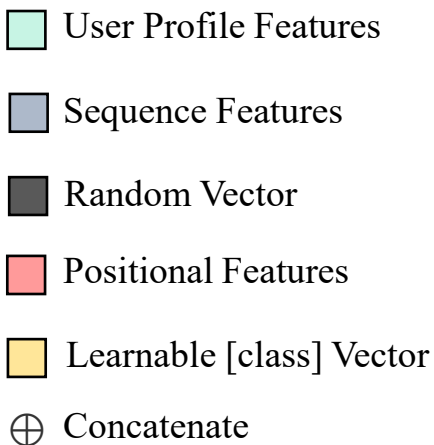 User Profile Features
Sequence Features
Random Vector
Positional Features
Learnable [class] Vector
⊕ Concatenate